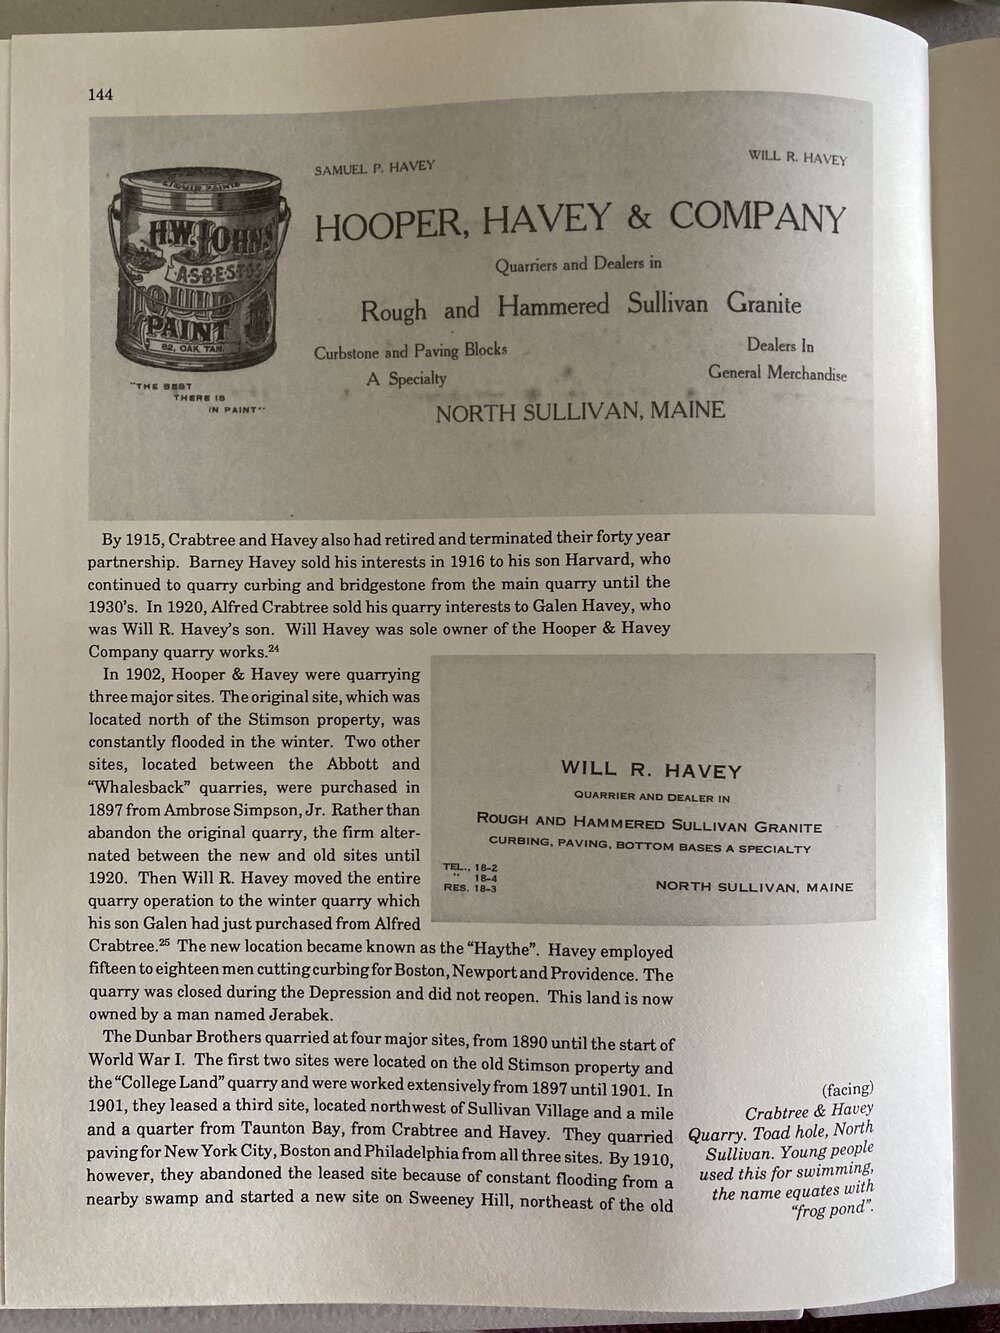 144
LIQUID PAINTS
H.W. JOHNS
ASBESTOS
LIQUID
PAINT
82, OAK TAN.
"THE BEST
THERE IS
IN PAINT"
SAMUEL P. HAVEY
WILL R. HAVEY
HOOPER, HAVEY & COMPANY
Quarriers and Dealers in
Rough and Hammered Sullivan Granite
Curbstone and Paving Blocks
A Specialty
Dealers In
General Merchandise
NORTH SULLIVAN, MAINE
By 1915, Crabtree and Havey also had retired and terminated their forty year
partnership. Barney Havey sold his interests in 1916 to his son Harvard, who
continued to quarry curbing and bridgestone from the main quarry until the
1930's. In 1920, Alfred Crabtree sold his quarry interests to Galen Havey, who
was Will R. Havey's son. Will Havey was sole owner of the Hooper & Havey
Company quarry works.²⁴
In 1902, Hooper & Havey were quarrying
three major sites. The original site, which was
located north of the Stimson property, was
constantly flooded in the winter. Two other
sites, located between the Abbott and
"Whalesback" quarries, were purchased in
1897 from Ambrose Simpson, Jr. Rather than
abandon the original quarry, the firm alter-
nated between the new and old sites until
1920. Then Will R. Havey moved the entire
quarry operation to the winter quarry which
his son Galen had just purchased from Alfred
Crabtree.²⁵ The new location became known as the "Haythe". Havey employed
fifteen to eighteen men cutting curbing for Boston, Newport and Providence. The
quarry was closed during the Depression and did not reopen. This land is now
owned by a man named Jerabek.
WILL R. HAVEY
QUARRIER AND DEALER IN
ROUGH AND HAMMERED SULLIVAN GRANITE
CURBING, PAVING, BOTTOM BASES A SPECIALTY
TEL., 18-2
" 18-4
RES. 18-3
NORTH SULLIVAN, MAINE
The Dunbar Brothers quarried at four major sites, from 1890 until the start of
World War I. The first two sites were located on the old Stimson property and
the "College Land" quarry and were worked extensively from 1897 until 1901. In
1901, they leased a third site, located northwest of Sullivan Village and a mile
and a quarter from Taunton Bay, from Crabtree and Havey. They quarried
paving for New York City, Boston and Philadelphia from all three sites. By 1910,
however, they abandoned the leased site because of constant flooding from a
nearby swamp and started a new site on Sweeney Hill, northeast of the old
(facing)
Crabtree & Havey
Quarry. Toad hole, North
Sullivan. Young people
used this for swimming,
the name equates with
"frog pond".